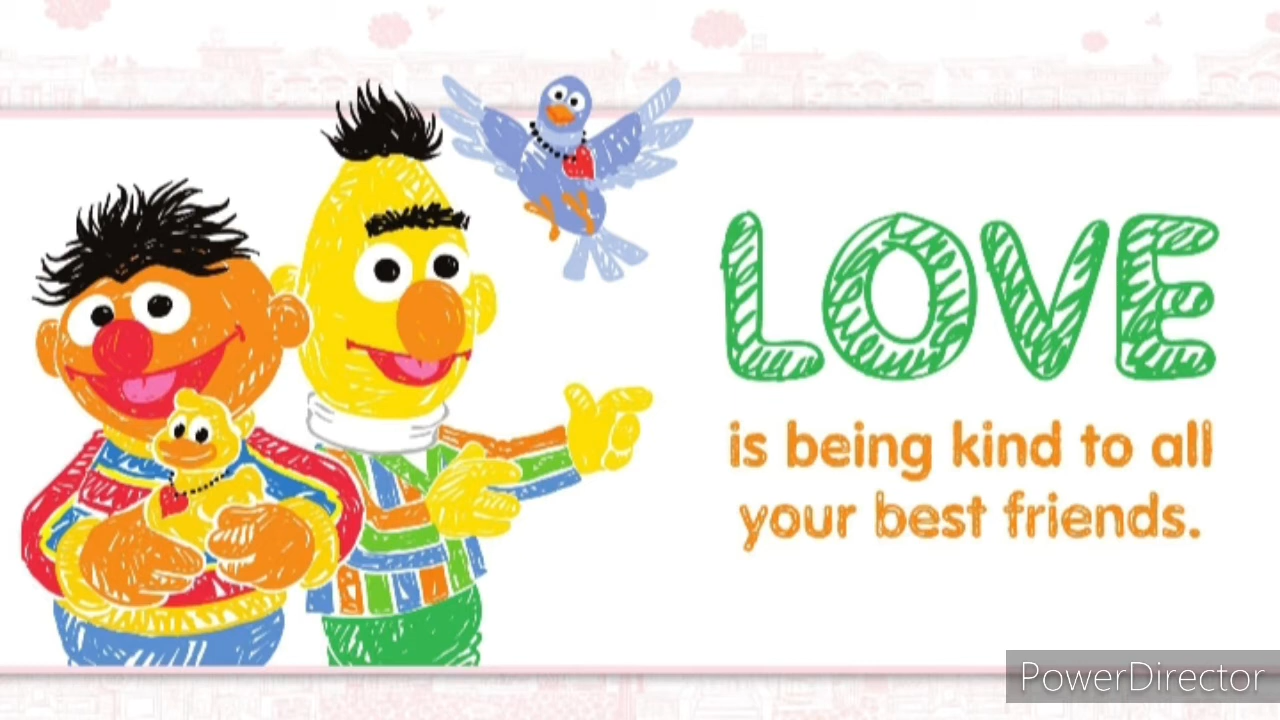 LOVE
is being kind to all
your best friends.
PowerDirector